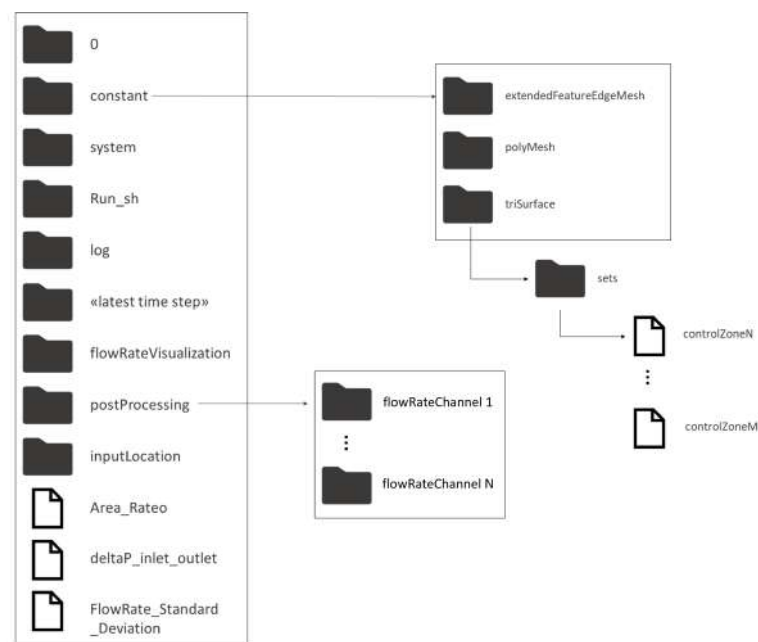 0
constant
system
Run_sh
log
«latest time step»
flowRateVisualization
postProcessing
inputLocation
Area_Rateo
deltaP_inlet_outlet
FlowRate_Standard
_Deviation
extendedFeatureEdgeMesh
polyMesh
triSurface
sets
controlZoneN
...
controlZoneM
flowRateChannel 1
...
flowRateChannel N